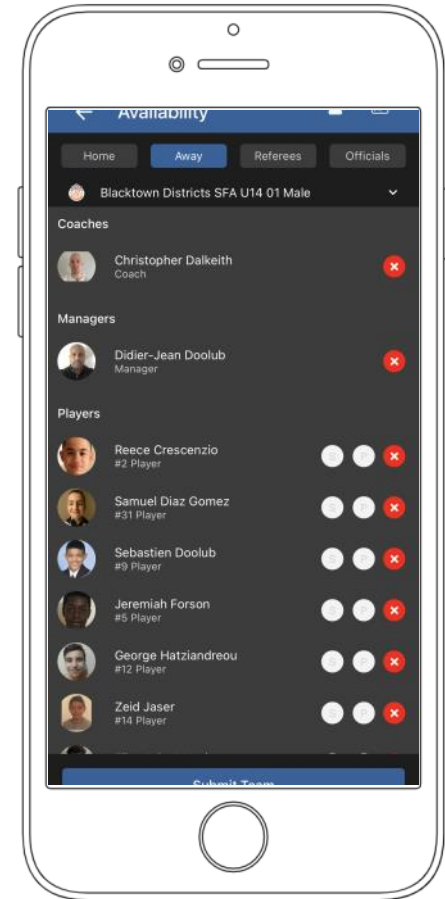 Availability
Home Away Referees Officials
Blacktown Districts SFA U14 01 Male
Coaches
Christopher Dalkeith
Coach
Managers
Didier-Jean Doolub
Manager
Players
Reece Crescenzio
#2 Player
S P
Samuel Diaz Gomez
#31 Player
S P
Sebastien Doolub
#9 Player
S P
Jeremiah Forson
#5 Player
S P
George Hatziandreou
#12 Player
S P
Zeid Jaser
#14 Player
S P
Submit Team